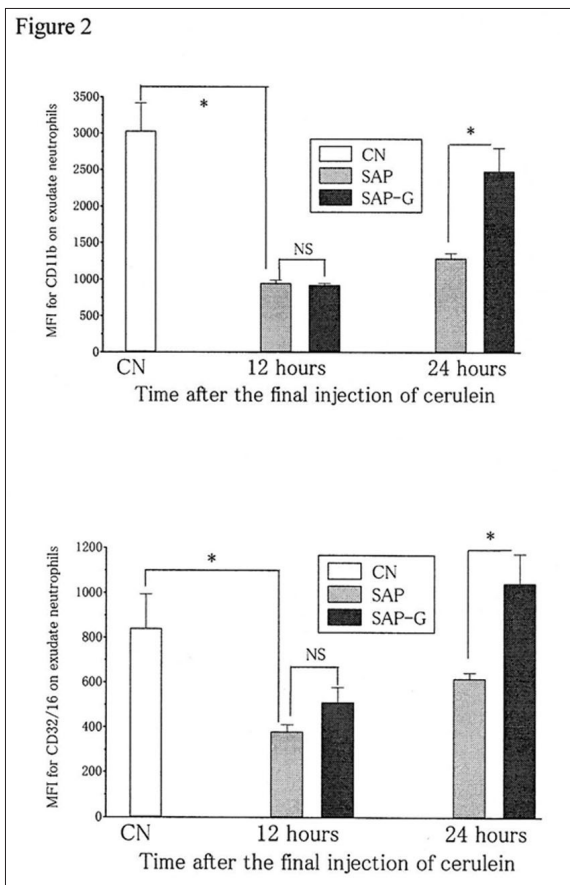 Figure 2
MFI for CD11b on exudate neutrophils
3500
3000
2500
2000
1500
1000
500
0
*
NS
*
CN
SAP
SAP-G
CN
12 hours
24 hours
Time after the final injection of cerulein
MFI for CD32/16 on exudate neutrophils
1200
1000
800
600
400
200
0
*
NS
*
CN
SAP
SAP-G
CN
12 hours
24 hours
Time after the final injection of cerulein